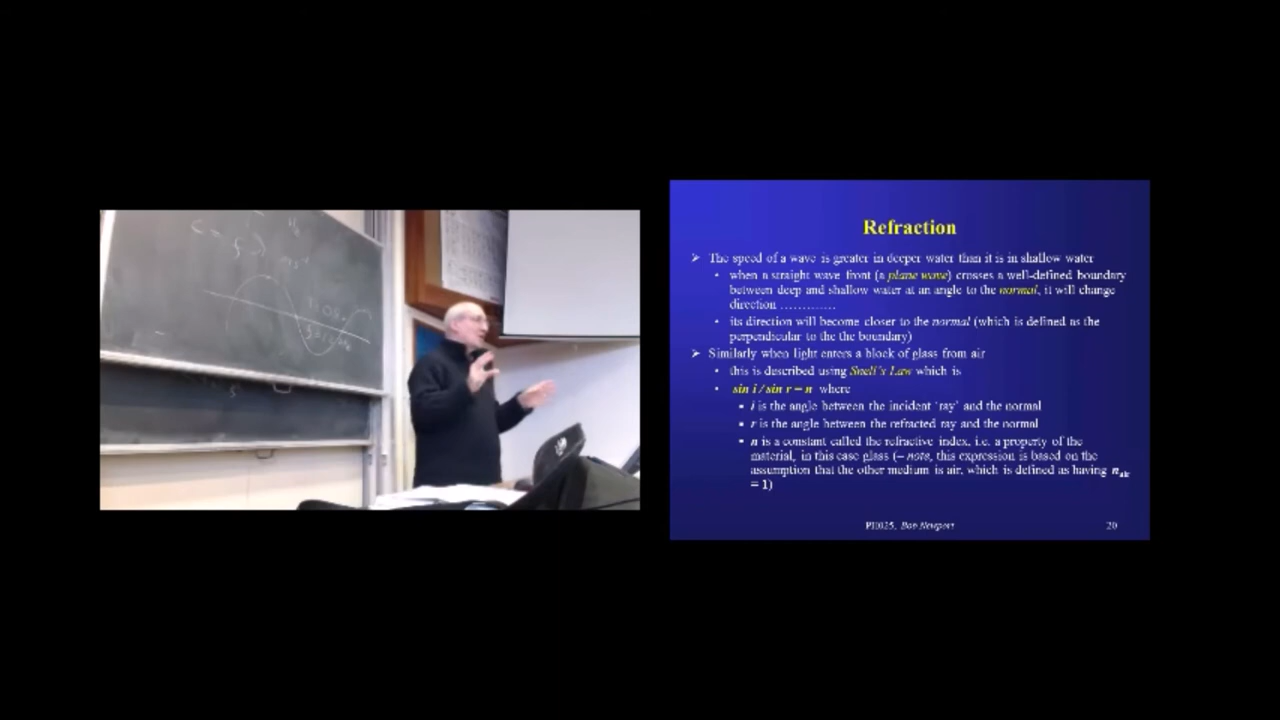 c = f λ
Refraction
➢ The speed of a wave is greater in deeper water than it is in shallow water
• when a straight wave front (a plane wave) crosses a well-defined boundary
between deep and shallow water at an angle to the normal, it will change
direction .............
• its direction will become closer to the normal (which is defined as the
perpendicular to the the boundary)
➢ Similarly when light enters a block of glass from air
• this is described using Snell's Law which is
• sin i / sin r = n where
▪ i is the angle between the incident 'ray' and the normal
▪ r is the angle between the refracted ray and the normal
▪ n is a constant called the refractive index, i.e. a property of the
material, in this case glass (– note, this expression is based on the
assumption that the other medium is air, which is defined as having n air
= 1)
PH025, Bob Newport
20